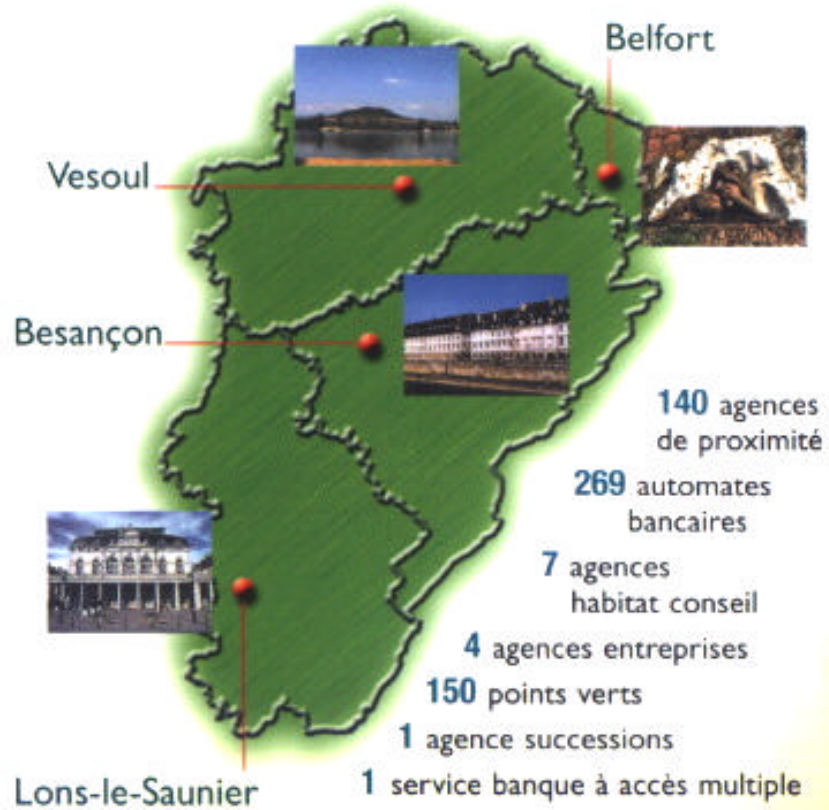 Belfort
Vesoul
Besançon
140 agences
de proximité
269 automates
bancaires
7 agences
habitat conseil
4 agences entreprises
150 points verts
1 agence successions
Lons-le-Saunier
1 service banque à accès multiple